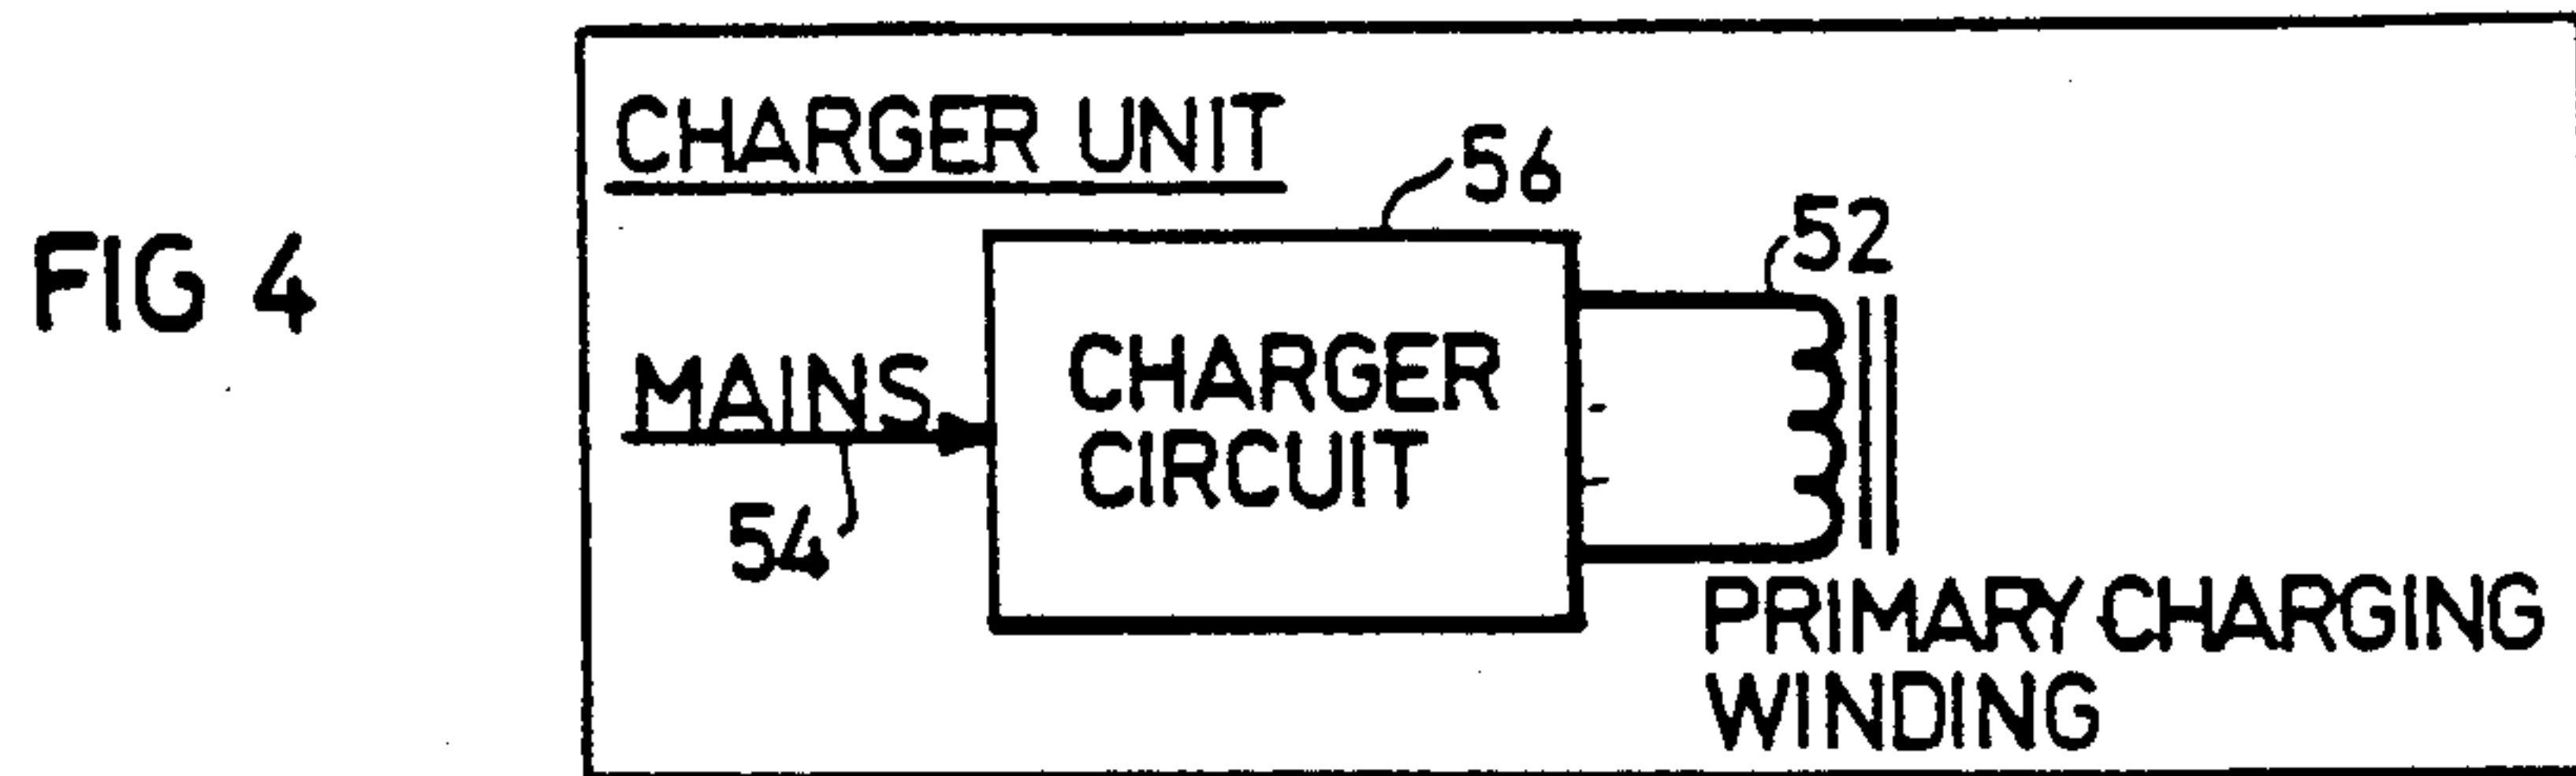 FIG 4
CHARGER UNIT
56
52
MAINS
54
CHARGER
CIRCUIT
PRIMARY CHARGING
WINDING